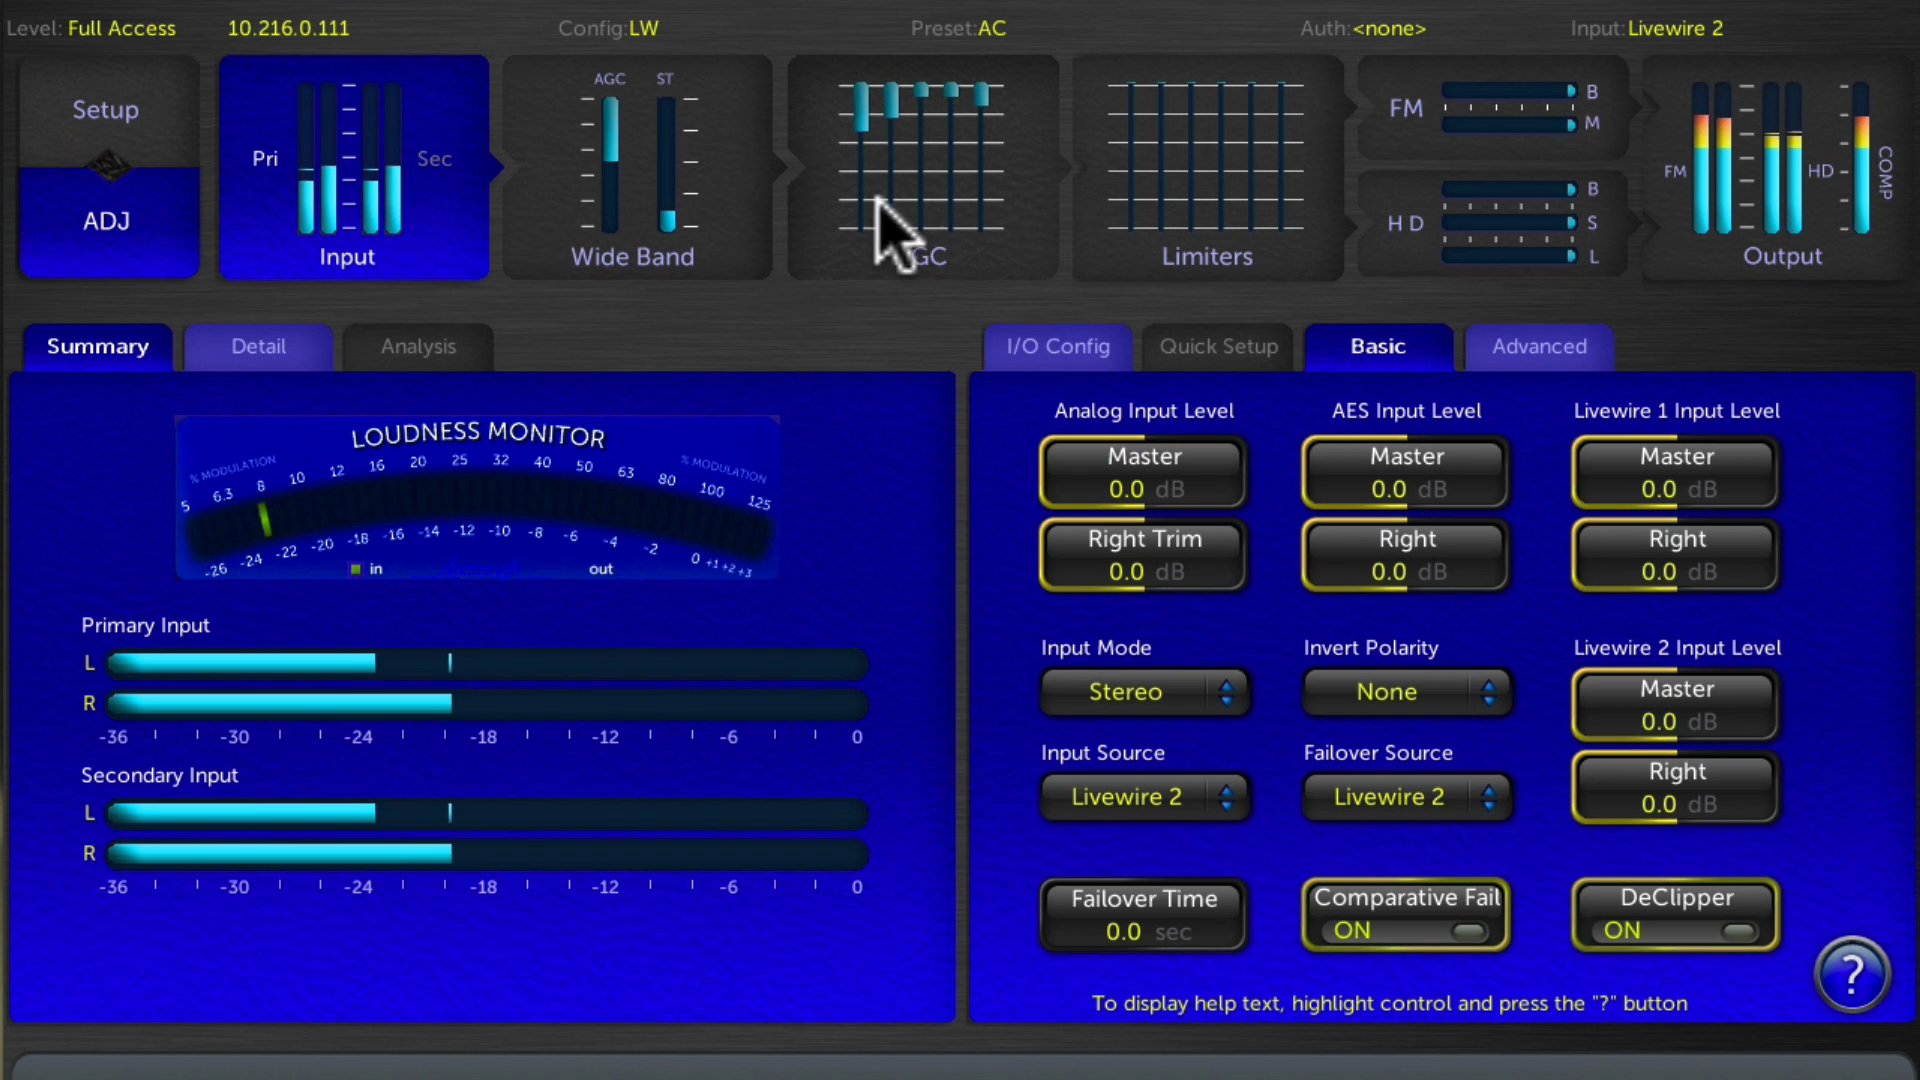 Level: Full Access 10.216.0.111 Config:LW Preset:AC Auth:<none> Input:Livewire 2
Setup
ADJ
Pri Sec
Input
AGC ST
Wide Band
GC
Limiters
FM B
M
HD B
S
L
FM HD COMP
Output
Summary Detail Analysis
I/O Config Quick Setup Basic Advanced
LOUDNESS MONITOR
% MODULATION % MODULATION
5 6.3 8 10 12 16 20 25 32 40 50 63 80 100 125
-26 -24 -22 -20 -18 -16 -14 -12 -10 -8 -6 -4 -2 0 +1 +2 +3
in out
Primary Input
L
R
-36 -30 -24 -18 -12 -6 0
Secondary Input
L
R
-36 -30 -24 -18 -12 -6 0
Analog Input Level AES Input Level Livewire 1 Input Level
Master Master Master
0.0 dB 0.0 dB 0.0 dB
Right Trim Right Right
0.0 dB 0.0 dB 0.0 dB
Input Mode Invert Polarity Livewire 2 Input Level
Stereo None Master
0.0 dB
Input Source Failover Source
Livewire 2 Livewire 2 Right
0.0 dB
Failover Time Comparative Fail DeClipper
0.0 sec ON ON
?
To display help text, highlight control and press the "?" button